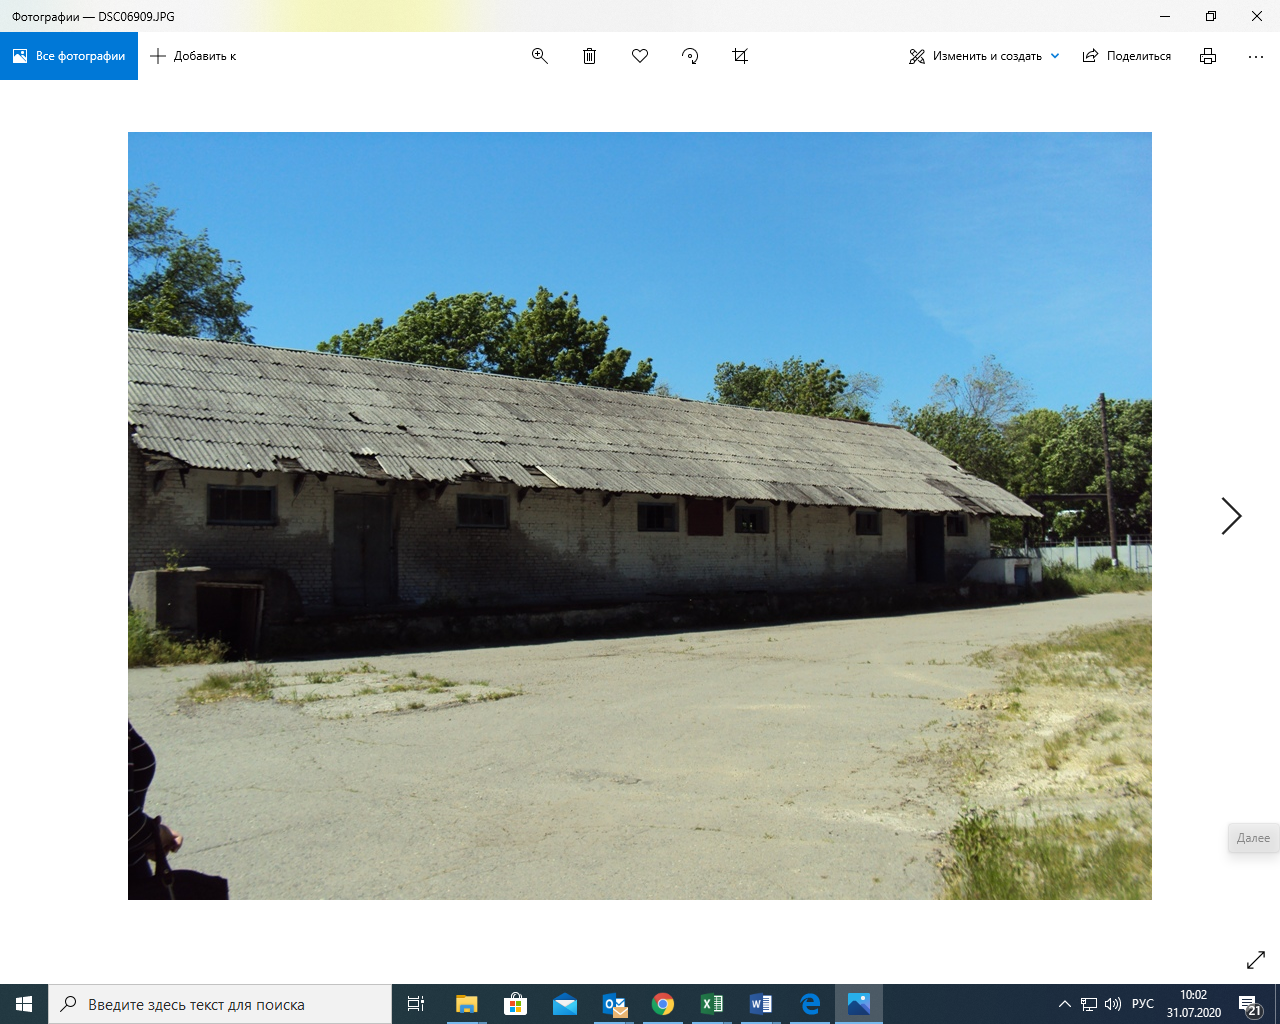 Фотографии — DSC06909.JPG
Все фотографии
Добавить к
Изменить и создать
Поделиться
Далее
Введите здесь текст для поиска
РУС
10:02
31.07.2020
21